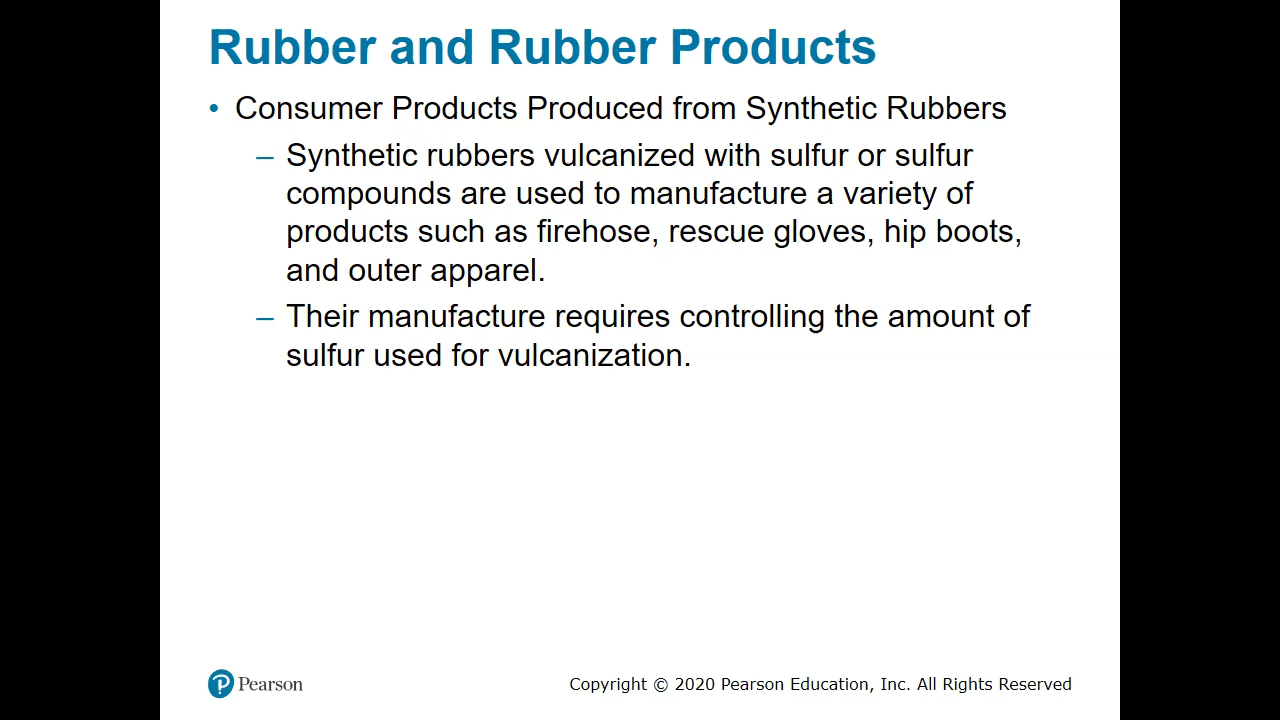 Rubber and Rubber Products
• Consumer Products Produced from Synthetic Rubbers
– Synthetic rubbers vulcanized with sulfur or sulfur
compounds are used to manufacture a variety of
products such as firehose, rescue gloves, hip boots,
and outer apparel.
– Their manufacture requires controlling the amount of
sulfur used for vulcanization.
Pearson
Copyright © 2020 Pearson Education, Inc. All Rights Reserved